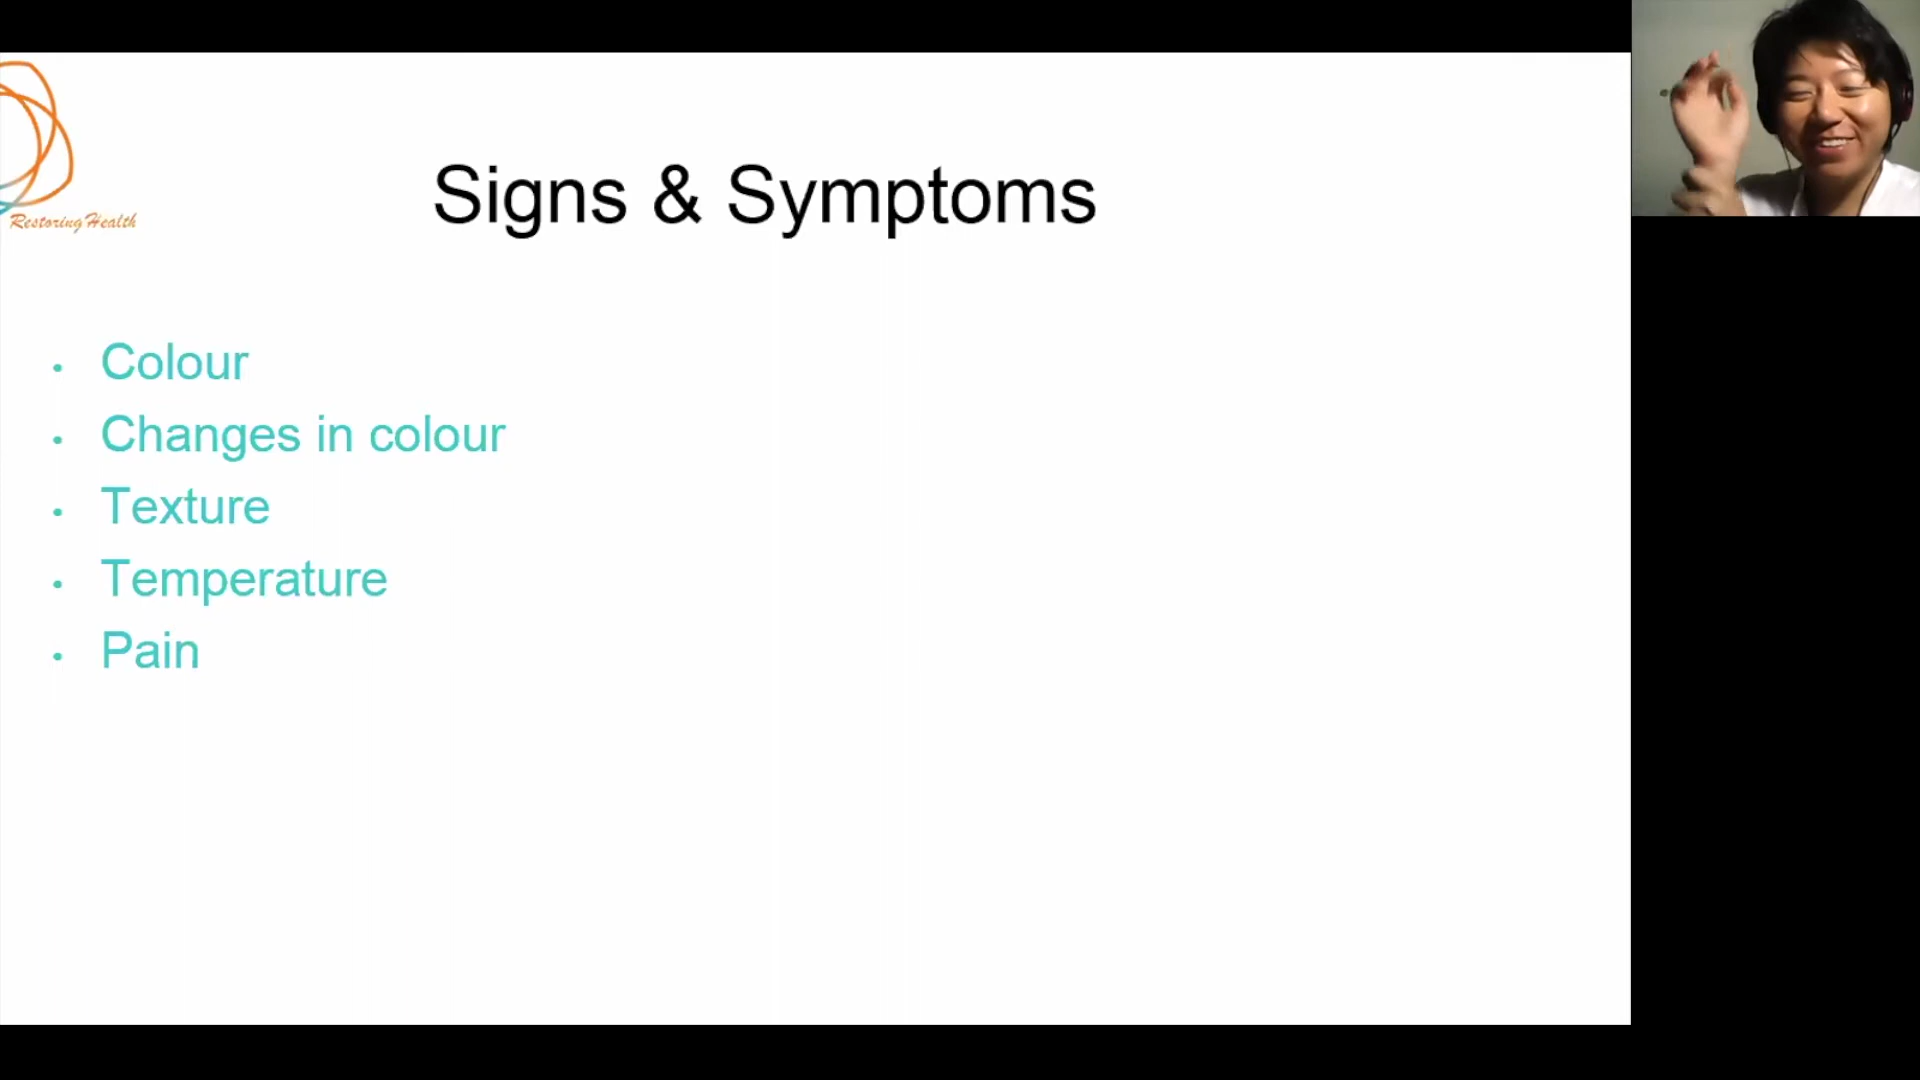 Restoring Health
Signs & Symptoms
• Colour
• Changes in colour
• Texture
• Temperature
• Pain